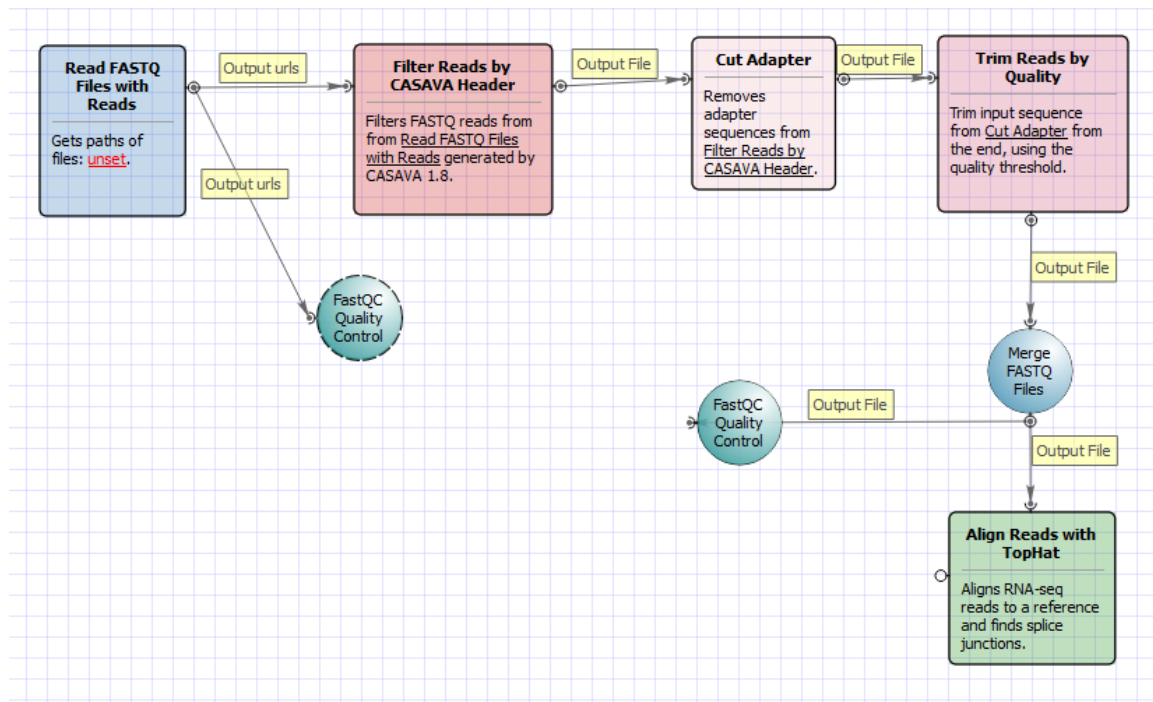 Read FASTQ
Files with
Reads
Gets paths of
files: unset.
Output urls
Output urls
Filter Reads by
CASAVA Header
Filters FASTQ reads from
from Read FASTQ Files
with Reads generated by
CASAVA 1.8.
Output File
Cut Adapter
Removes
adapter
sequences from
Filter Reads by
CASAVA Header.
Output File
Trim Reads by
Quality
Trim input sequence
from Cut Adapter from
the end, using the
quality threshold.
FastQC
Quality
Control
Output File
Merge
FASTQ
Files
Output File
FastQC
Quality
Control
Output File
Align Reads with
TopHat
Aligns RNA-seq
reads to a reference
and finds splice
junctions.